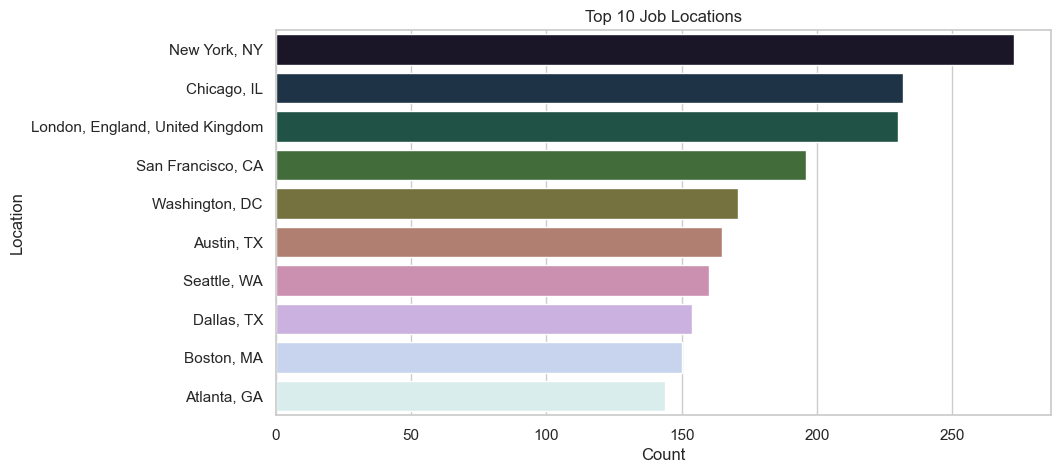 Top 10 Job Locations
Location
New York, NY
Chicago, IL
London, England, United Kingdom
San Francisco, CA
Washington, DC
Austin, TX
Seattle, WA
Dallas, TX
Boston, MA
Atlanta, GA
0 50 100 150 200 250
Count